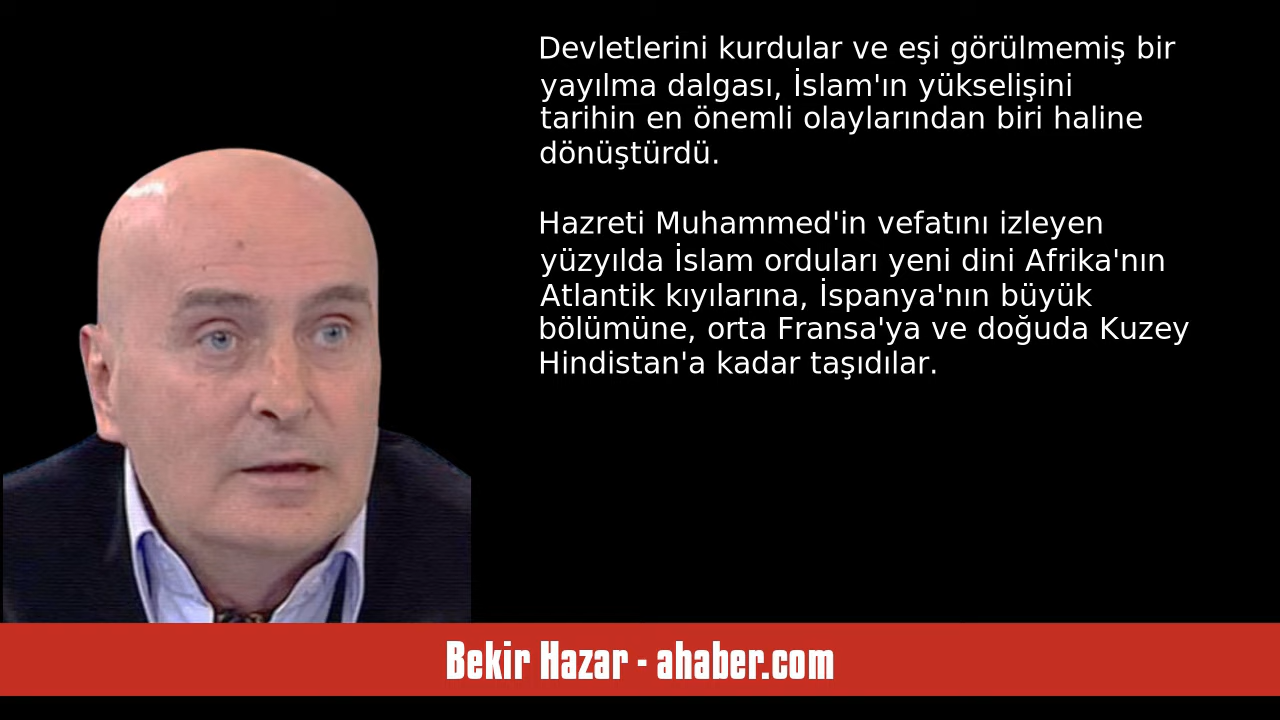 Devletlerini kurdular ve eşi görülmemiş bir
yayılma dalgası, İslam'ın yükselişini
tarihin en önemli olaylarından biri haline
dönüştürdü.
Hazreti Muhammed'in vefatını izleyen
yüzyılda İslam orduları yeni dini Afrika'nın
Atlantik kıyılarına, İspanya'nın büyük
bölümüne, orta Fransa'ya ve doğuda Kuzey
Hindistan'a kadar taşıdılar.
Bekir Hazar - ahaber.com